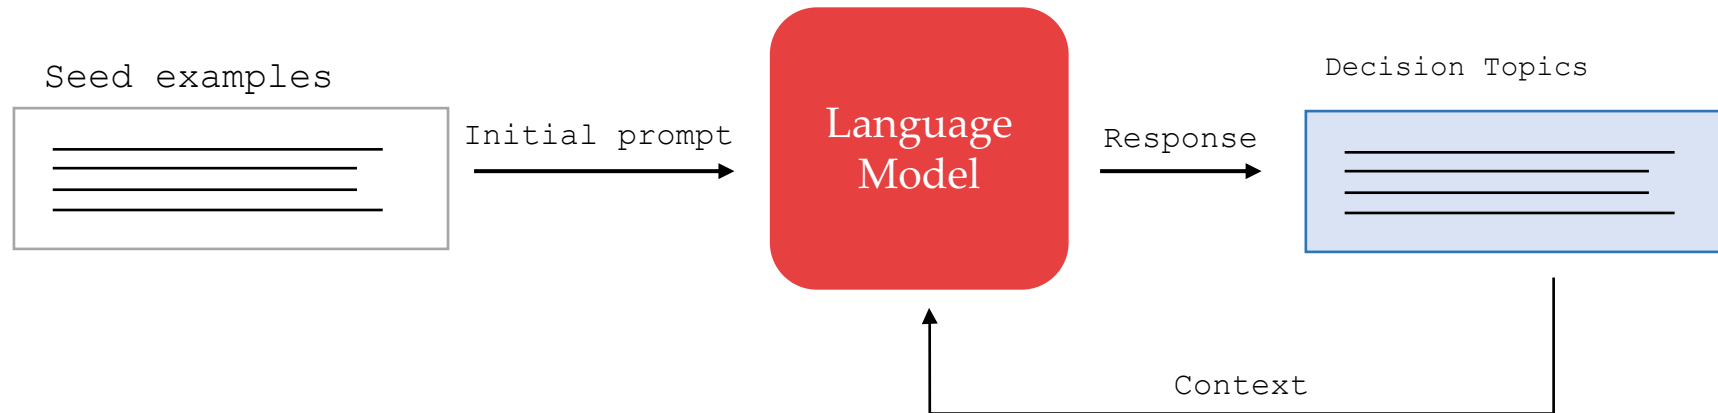 Seed examples
Initial prompt
Language
Model
Response
Decision Topics
Context